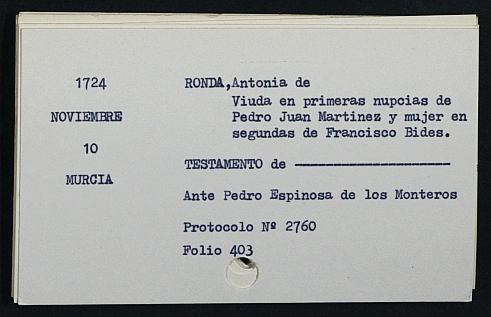 1724
NOVIEMBRE
10
MURCIA
RONDA, Antonia de
Viuda en primeras nupcias de
Pedro Juan Martinez y mujer en
segundas de Francisco Bides.
TESTAMENTO de ----------------------
Ante Pedro Espinosa de los Monteros
Protocolo Nº 2760
Folio 403